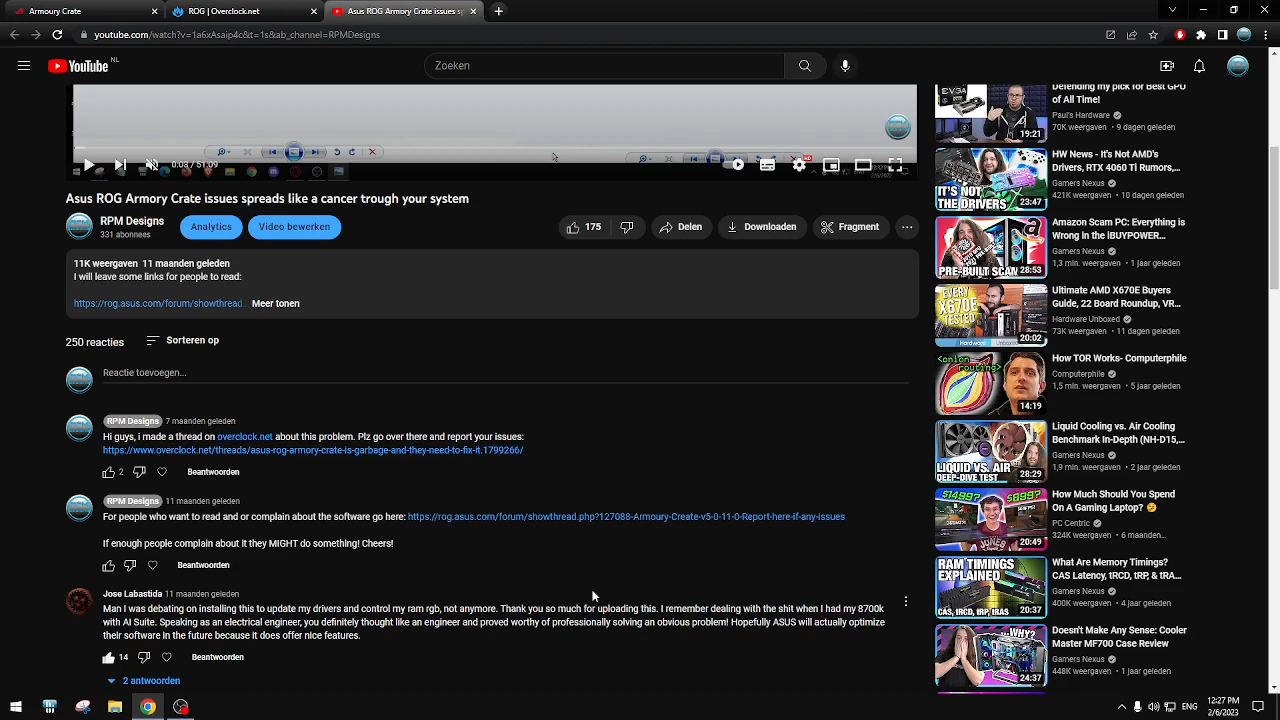 Armoury Crate
ROG | Overclock.net
Asus ROG Armory Crate issues sp
youtube.com/watch?v=1a6xAsaip4c&t=1s&ab_channel=RPMDesigns
YouTube NL
Zoeken
0:03 / 51:09
HD
Asus ROG Armory Crate issues spreads like a cancer trough your system
RPM Designs
331 abonnees
Analytics
Video bewerken
175
Delen
Downloaden
Fragment
11K weergaven 11 maanden geleden
I will leave some links for people to read:
https://rog.asus.com/forum/showthread... Meer tonen
250 reacties
Sorteren op
Reactie toevoegen...
RPM Designs 7 maanden geleden
Hi guys, i made a thread on overclock.net about this problem. Plz go over there and report your issues:
https://www.overclock.net/threads/asus-rog-armory-crate-is-garbage-and-they-need-to-fix-it.1799266/
2
Beantwoorden
RPM Designs 11 maanden geleden
For people who want to read and or complain about the software go here: https://rog.asus.com/forum/showthread.php?127088-Armoury-Create-v5-0-11-0-Report-here-if-any-issues
If enough people complain about it they MIGHT do something! Cheers!
Beantwoorden
Jose Labastida 11 maanden geleden
Man I was debating on installing this to update my drivers and control my ram rgb, not anymore. Thank you so much for uploading this. I remember dealing with the shit when I had my 8700k
with AI Suite. Speaking as an electrical engineer, you definitely thought like an engineer and proved worthy of professionally solving an obvious problem! Hopefully ASUS will actually optimize
their software in the future because it does offer nice features.
14
Beantwoorden
2 antwoorden
EVGA
19:21
Defending my pick for Best GPU
of All Time!
Paul's Hardware
70K weergaven • 9 dagen geleden
IT'S NOT
THE DRIVERS
23:47
HW News - It's Not AMD's
Drivers, RTX 4060 Ti Rumors,...
Gamers Nexus
421K weergaven • 10 dagen geleden
PRE-BUILT SCAM
28:53
Amazon Scam PC: Everything is
Wrong in the iBUYPOWER...
Gamers Nexus
1,3 mln. weergaven • 1 jaar geleden
EVERY
X670E
TESTED
Hardware Unboxed
20:02
Ultimate AMD X670E Buyers
Guide, 22 Board Roundup, VR...
Hardware Unboxed
73K weergaven • 11 dagen geleden
<onion
routing>
14:19
How TOR Works- Computerphile
Computerphile
1,5 mln. weergaven • 5 jaar geleden
LIQUID VS. AIR
DEEP-DIVE TEST
28:29
Liquid Cooling vs. Air Cooling
Benchmark In-Depth (NH-D15,...
Gamers Nexus
1,9 mln. weergaven • 2 jaar geleden
$1499? $899?
JONES
20:49
How Much Should You Spend
On A Gaming Laptop? 🤔
PC Centric
324K weergaven • 6 maanden...
RAM TIMINGS
EXPLAINED
CAS, tRCD, tRP, tRAS
20:37
What Are Memory Timings?
CAS Latency, tRCD, tRP, & tRA...
Gamers Nexus
400K weergaven • 4 jaar geleden
WHY?
24:37
Doesn't Make Any Sense: Cooler
Master MF700 Case Review
Gamers Nexus
448K weergaven • 1 jaar geleden
ENG
12:27 PM
2/6/2023